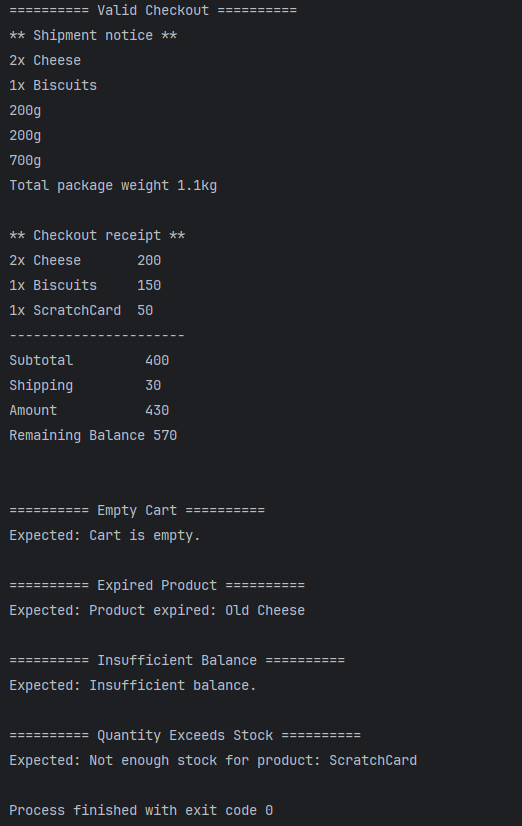 ========== Valid Checkout ==========
** Shipment notice **
2x Cheese
1x Biscuits
200g
200g
700g
Total package weight 1.1kg
** Checkout receipt **
2x Cheese       200
1x Biscuits     150
1x ScratchCard  50
----------------------
Subtotal         400
Shipping         30
Amount           430
Remaining Balance 570
========== Empty Cart ==========
Expected: Cart is empty.
========== Expired Product ==========
Expected: Product expired: Old Cheese
========== Insufficient Balance ==========
Expected: Insufficient balance.
========== Quantity Exceeds Stock ==========
Expected: Not enough stock for product: ScratchCard
Process finished with exit code 0